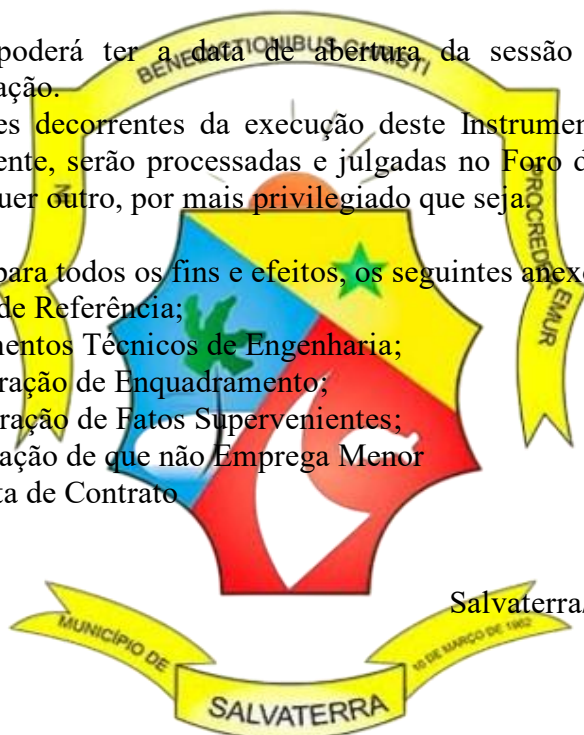 poderá ter a data de abertura da sessão
ação.
es decorrentes da execução deste Instrumen
ente, serão processadas e julgadas no Foro d
uer outro, por mais privilegiado que seja.
para todos os fins e efeitos, os seguintes anexo
de Referência;
mentos Técnicos de Engenharia;
ração de Enquadramento;
ração de Fatos Supervenientes;
ação de que não Emprega Menor
ta de Contrato
Salvaterra/
BENEDICTIONIBUS CHRISTI
MUNICÍPIO DE
SALVATERRA
10 DE MARÇO DE 1962